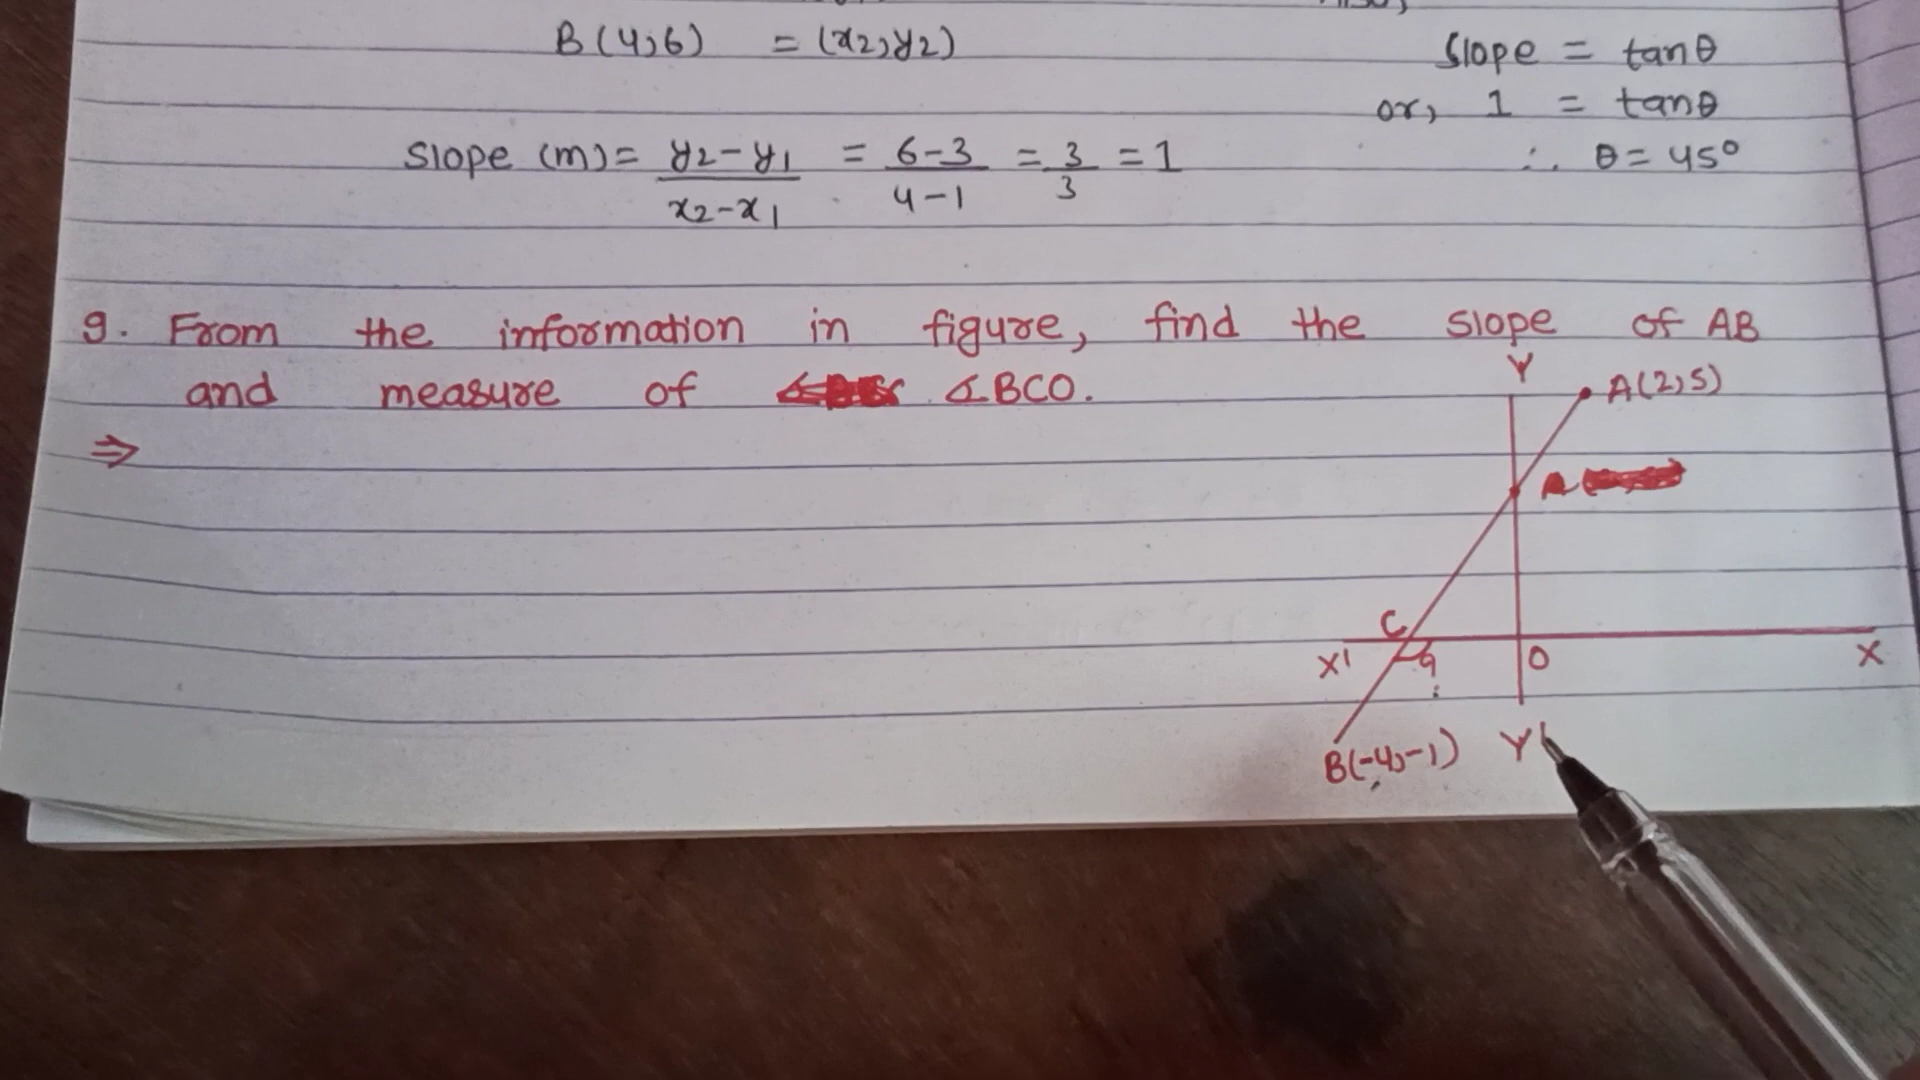 B(4,6) = (x2,y2)
Slope = tanθ
or, 1 = tanθ
∴ θ = 45°
Slope (m) = y2-y1 / x2-x1 = 6-3 / 4-1 = 3/3 = 1
9. From the information in figure, find the slope of AB
and measure of ∠BCO.
⇒
Y
A(2,5)
A
C
X' O X
B(-4,-1) Y'